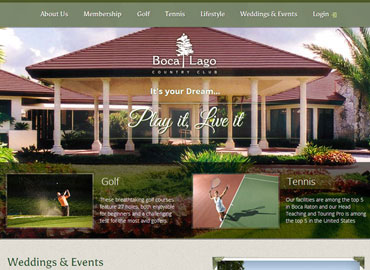 About Us Membership Golf Tennis Lifestyle Weddings & Events Login
Boca Lago
COUNTRY CLUB
It's your Dream...
Play it, Live it
Golf
These breathtaking golf courses
feature 27 holes, both enjoyable
for beginners and a challenging
test for the most avid golfers.
Tennis
Our facilities are among the top 5
in Boca Raton and our Head
Teaching and Touring Pro is among
the top 5 in the United States
Weddings & Events